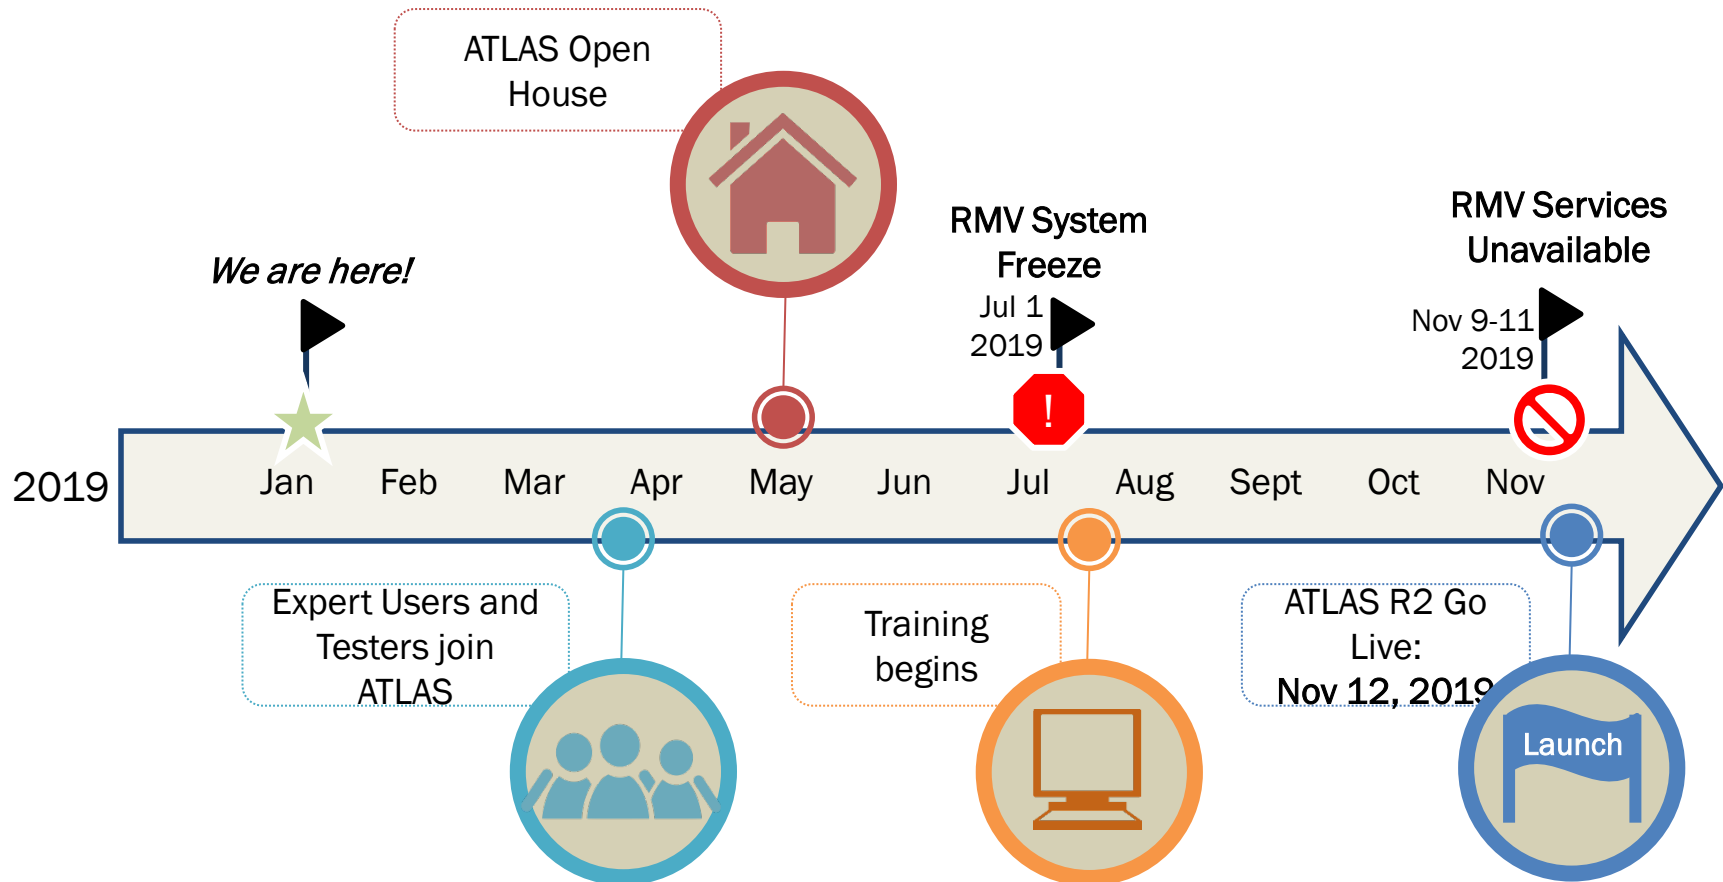 ATLAS Open
House
We are here!
RMV System
Freeze
Jul 1
2019
RMV Services
Unavailable
Nov 9-11
2019
!
2019
Jan Feb Mar Apr May Jun Jul Aug Sept Oct Nov
Expert Users and
Testers join
ATLAS
Training
begins
ATLAS R2 Go
Live:
Nov 12, 2019
Launch